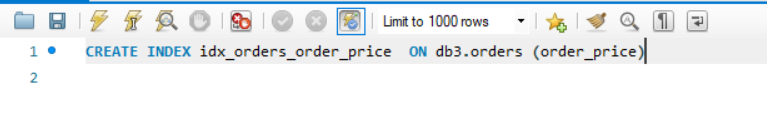 Limit to 1000 rows
1 CREATE INDEX idx_orders_order_price  ON db3.orders (order_price)
2